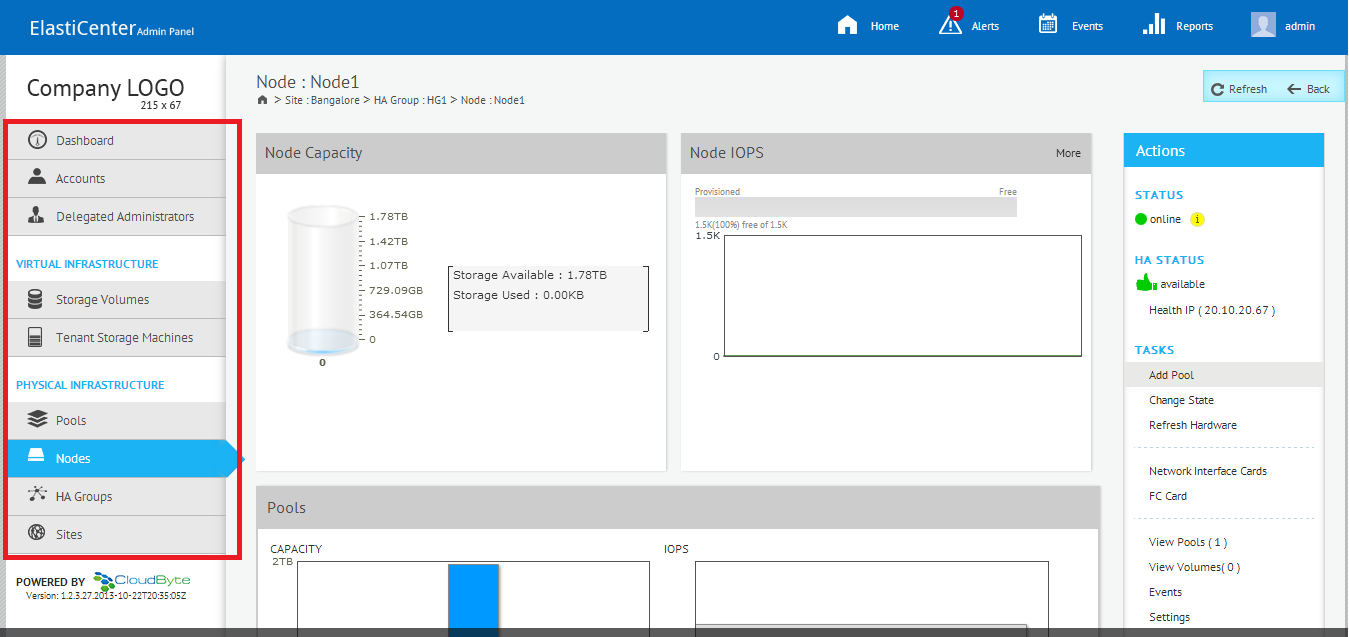 ElastiCenter Admin Panel
1
Home
Alerts
Events
Reports
admin
Company LOGO
215 x 67
Dashboard
Accounts
Delegated Administrators
VIRTUAL INFRASTRUCTURE
Storage Volumes
Tenant Storage Machines
PHYSICAL INFRASTRUCTURE
Pools
Nodes
HA Groups
Sites
POWERED BY CloudByte
Version: 1.2.3.27.2013-10-22T20:35:05Z
Node : Node1
> Site : Bangalore > HA Group : HG1 > Node : Node1
Refresh
Back
Node Capacity
1.78TB
1.42TB
1.07TB
729.09GB
364.54GB
0
0
Storage Available : 1.78TB
Storage Used : 0.00KB
Node IOPS
More
Provisioned
Free
1.5K(100%) free of 1.5K
1.5K
0
Pools
CAPACITY
2TB
IOPS
Actions
STATUS
online i
HA STATUS
available
Health IP ( 20.10.20.67 )
TASKS
Add Pool
Change State
Refresh Hardware
Network Interface Cards
FC Card
View Pools ( 1 )
View Volumes( 0 )
Events
Settings